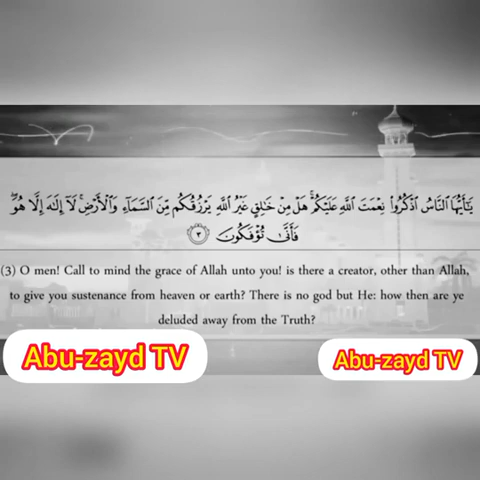 يَـٰٓأَيُّهَا ٱلنَّاسُ ٱذۡكُرُواْ نِعۡمَتَ ٱللَّهِ عَلَيۡكُمۡۚ هَلۡ مِنۡ خَٰلِقٍ غَيۡرُ ٱللَّهِ يَرۡزُقُكُم مِّنَ ٱلسَّمَآءِ وَٱلۡأَرۡضِۚ لَآ إِلَٰهَ إِلَّا هُوَۖ
فَأَنَّىٰ تُؤۡفَكُونَ ٣
(3) O men! Call to mind the grace of Allah unto you! is there a creator, other than Allah,
to give you sustenance from heaven or earth? There is no god but He: how then are ye
deluded away from the Truth?
Abu-zayd TV
Abu-zayd TV